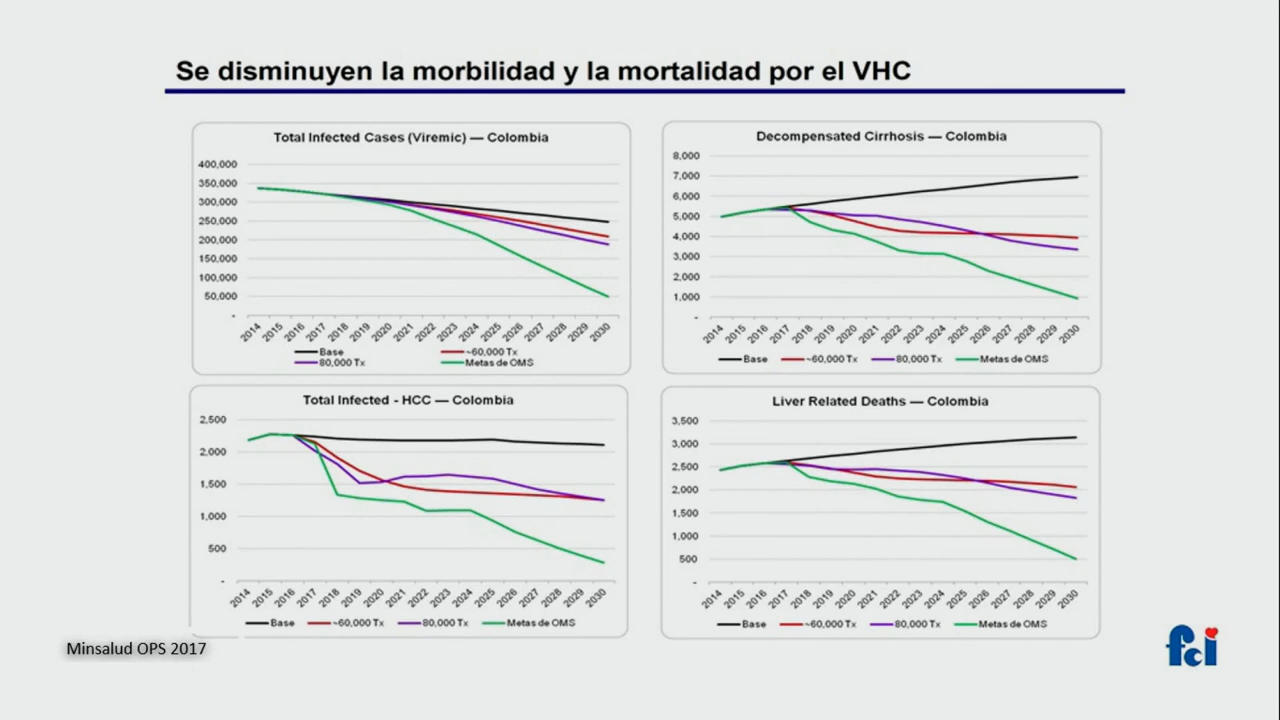 Se disminuyen la morbilidad y la mortalidad por el VHC
Total Infected Cases (Viremic) — Colombia
400,000
350,000
300,000
250,000
200,000
150,000
100,000
50,000
-
2014 2015 2016 2017 2018 2019 2020 2021 2022 2023 2024 2025 2026 2027 2028 2029 2030
Base ~60,000 Tx
80,000 Tx Metas de OMS
Decompensated Cirrhosis — Colombia
8,000
7,000
6,000
5,000
4,000
3,000
2,000
1,000
-
2014 2015 2016 2017 2018 2019 2020 2021 2022 2023 2024 2025 2026 2027 2028 2029 2030
Base ~60,000 Tx 80,000 Tx Metas de OMS
Total Infected - HCC — Colombia
2,500
2,000
1,500
1,000
500
-
2014 2015 2016 2017 2018 2019 2020 2021 2022 2023 2024 2025 2026 2027 2028 2029 2030
Base ~60,000 Tx 80,000 Tx Metas de OMS
Liver Related Deaths — Colombia
3,500
3,000
2,500
2,000
1,500
1,000
500
-
2014 2015 2016 2017 2018 2019 2020 2021 2022 2023 2024 2025 2026 2027 2028 2029 2030
Base ~60,000 Tx 80,000 Tx Metas de OMS
Minsalud OPS 2017
fci